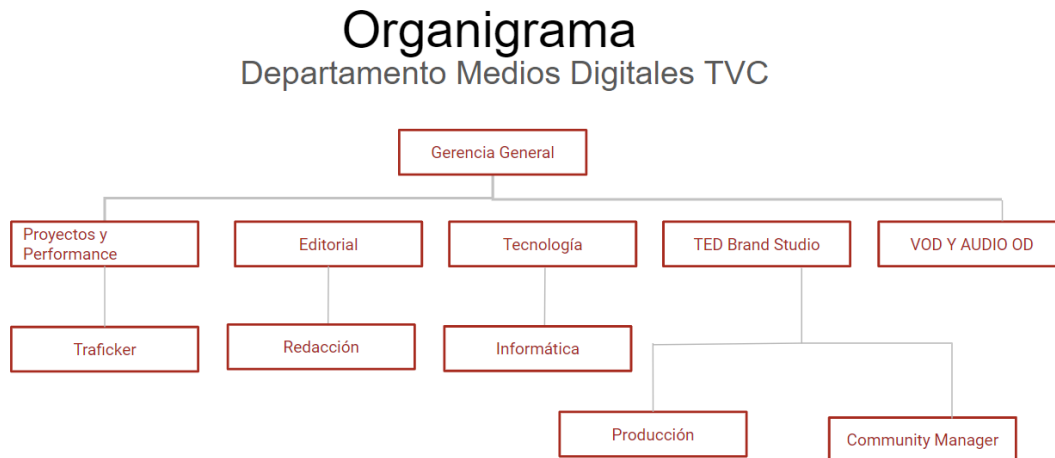 Organigrama
Departamento Medios Digitales TVC
Gerencia General
Proyectos y
Performance
Editorial
Tecnología
TED Brand Studio
VOD Y AUDIO OD
Traficker
Redacción
Informática
Producción
Community Manager